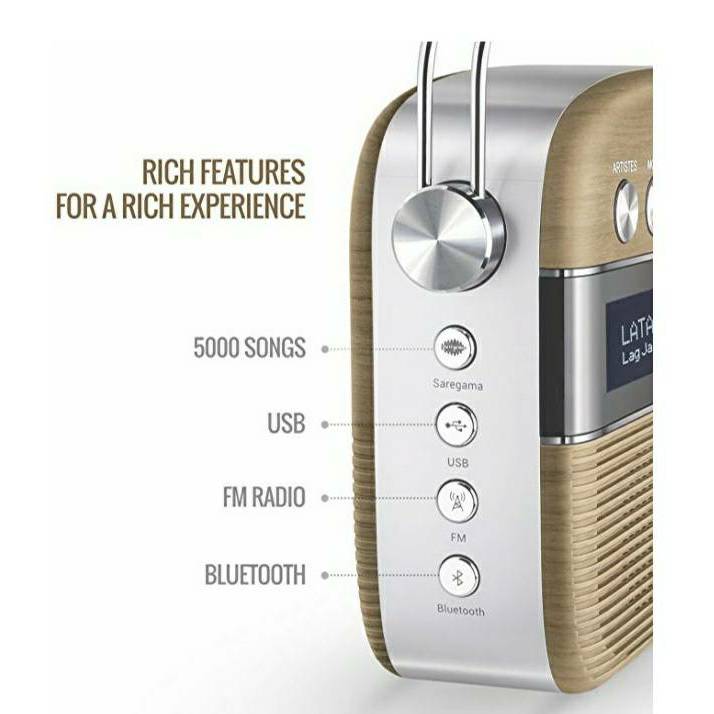 RICH FEATURES
FOR A RICH EXPERIENCE
ARTISTES
5000 SONGS
LATA
Lag Ja
Saregama
USB
USB
FM RADIO
FM
BLUETOOTH
Bluetooth